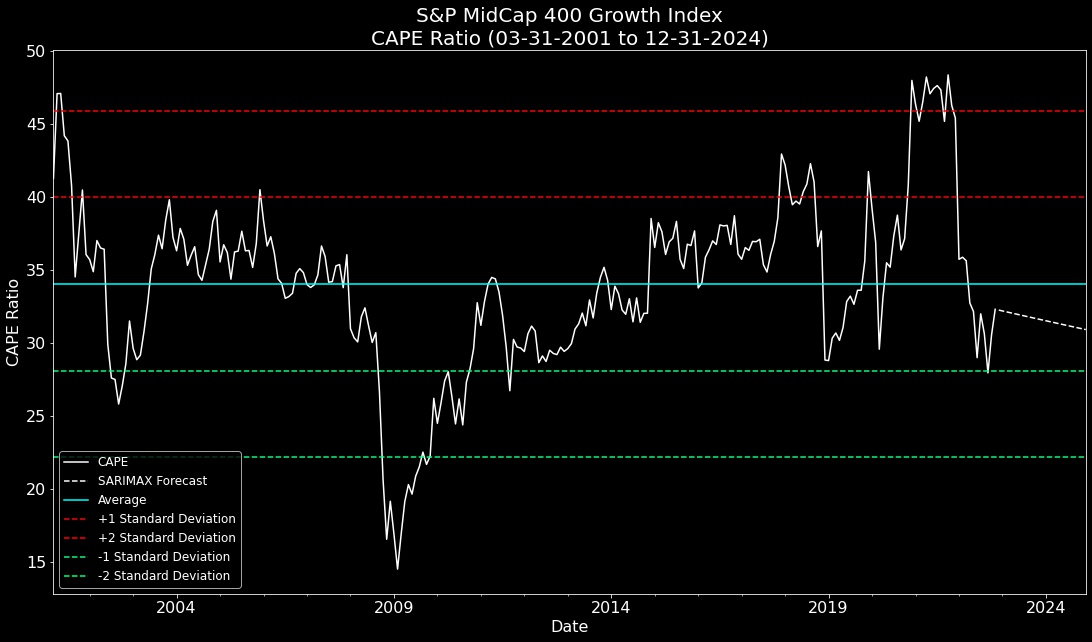 S&P MidCap 400 Growth Index
CAPE Ratio (03-31-2001 to 12-31-2024)
50
45
40
35
30
25
20
15
CAPE Ratio
CAPE
SARIMAX Forecast
Average
+1 Standard Deviation
+2 Standard Deviation
-1 Standard Deviation
-2 Standard Deviation
2004
2009
2014
2019
2024
Date